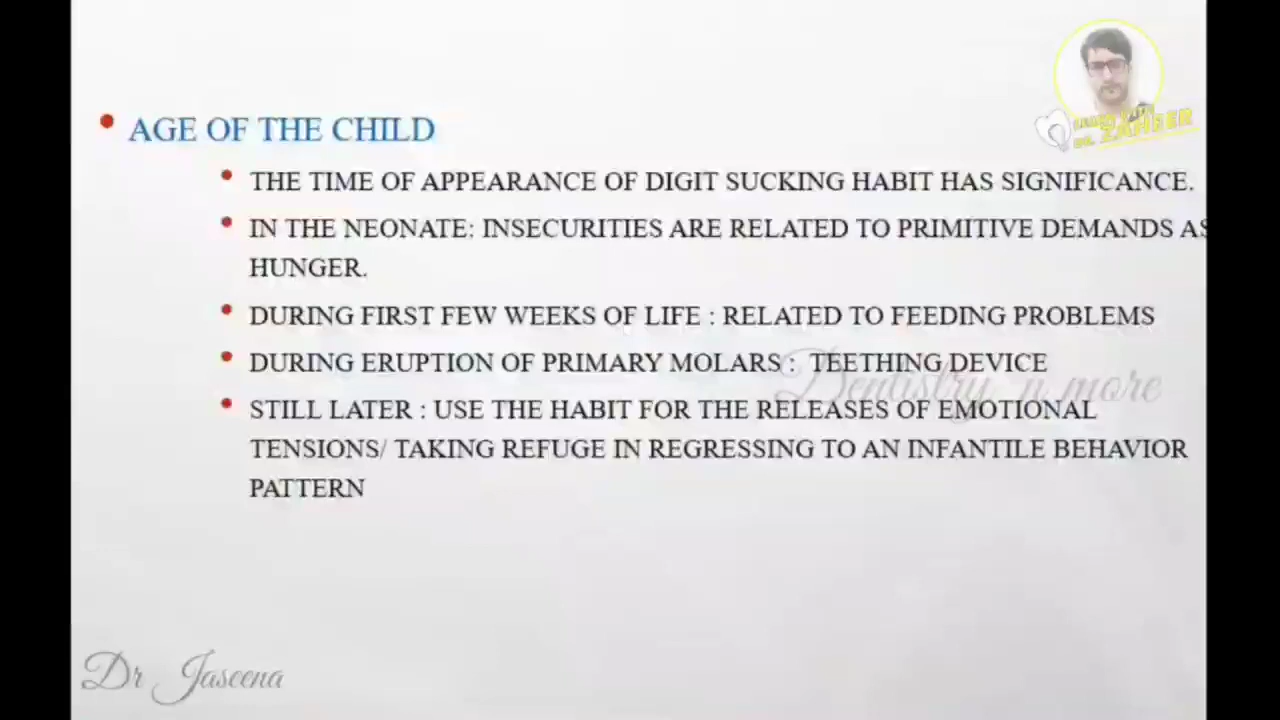 AGE OF THE CHILD
THE TIME OF APPEARANCE OF DIGIT SUCKING HABIT HAS SIGNIFICANCE.
IN THE NEONATE: INSECURITIES ARE RELATED TO PRIMITIVE DEMANDS AS
HUNGER.
DURING FIRST FEW WEEKS OF LIFE : RELATED TO FEEDING PROBLEMS
DURING ERUPTION OF PRIMARY MOLARS : TEETHING DEVICE
Dentistry n more
STILL LATER : USE THE HABIT FOR THE RELEASES OF EMOTIONAL
TENSIONS/ TAKING REFUGE IN REGRESSING TO AN INFANTILE BEHAVIOR
PATTERN
Dr Jaseena